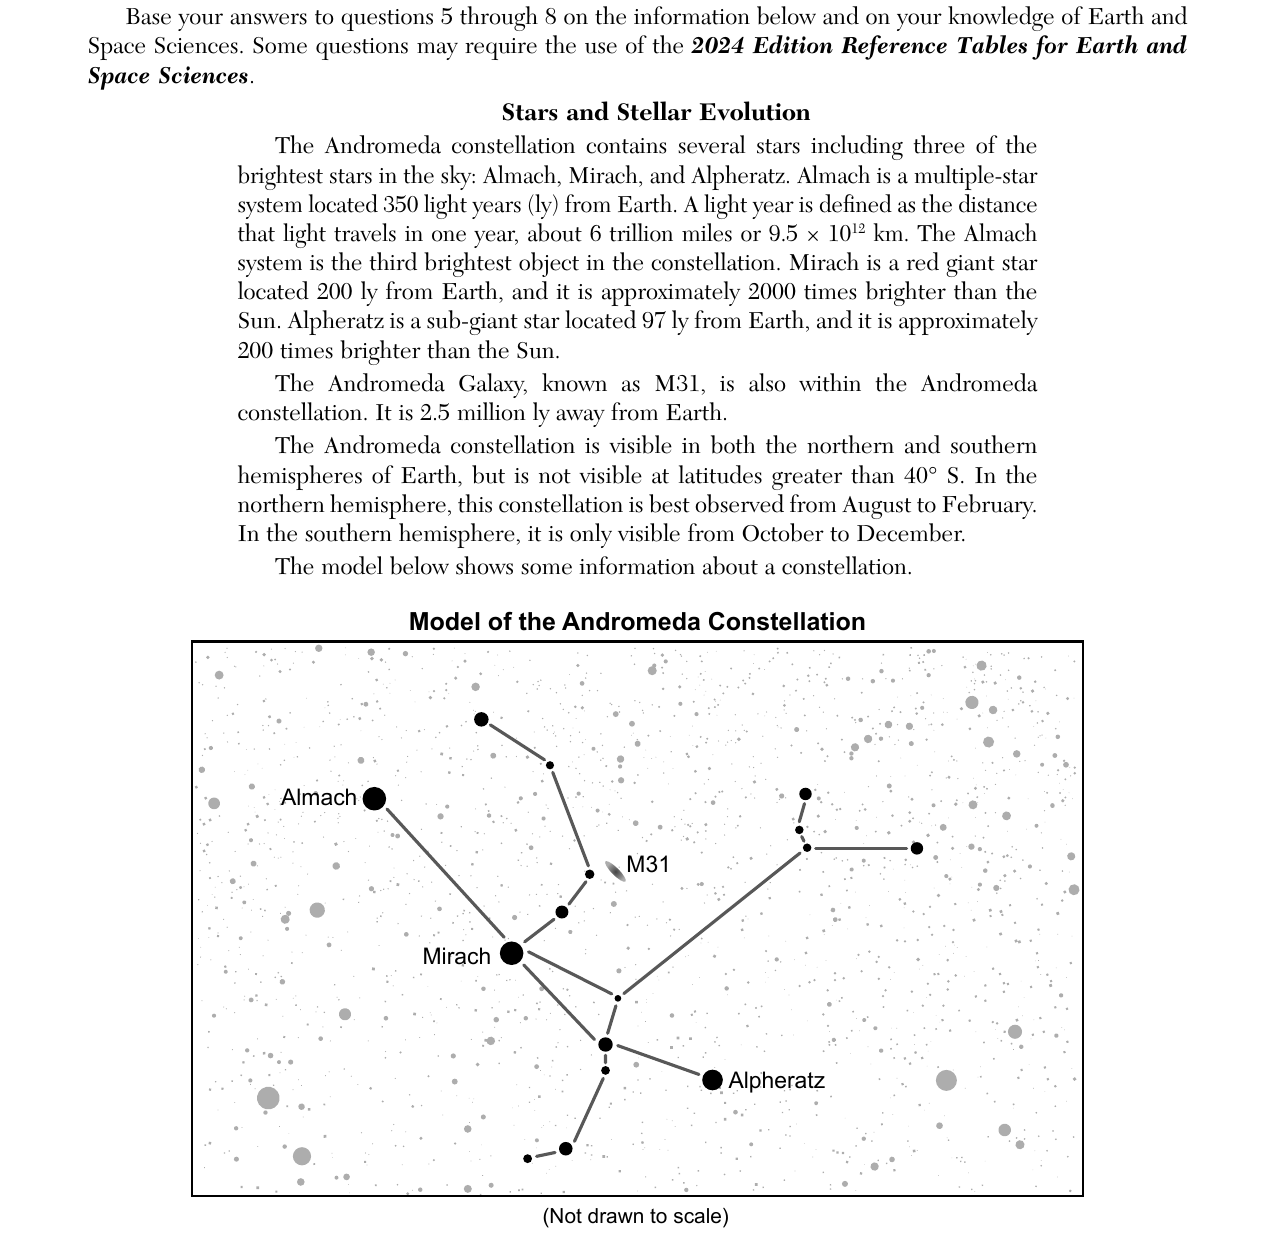 Base your answers to questions 5 through 8 on the information below and on your knowledge of Earth and
Space Sciences. Some questions may require the use of the 2024 Edition Reference Tables for Earth and
Space Sciences.
Stars and Stellar Evolution
The Andromeda constellation contains several stars including three of the
brightest stars in the sky: Almach, Mirach, and Alpheratz. Almach is a multiple-star
system located 350 light years (ly) from Earth. A light year is defined as the distance
that light travels in one year, about 6 trillion miles or 9.5 × 10¹² km. The Almach
system is the third brightest object in the constellation. Mirach is a red giant star
located 200 ly from Earth, and it is approximately 2000 times brighter than the
Sun. Alpheratz is a sub-giant star located 97 ly from Earth, and it is approximately
200 times brighter than the Sun.
The Andromeda Galaxy, known as M31, is also within the Andromeda
constellation. It is 2.5 million ly away from Earth.
The Andromeda constellation is visible in both the northern and southern
hemispheres of Earth, but is not visible at latitudes greater than 40° S. In the
northern hemisphere, this constellation is best observed from August to February.
In the southern hemisphere, it is only visible from October to December.
The model below shows some information about a constellation.
Model of the Andromeda Constellation
Almach
M31
Mirach
Alpheratz
(Not drawn to scale)